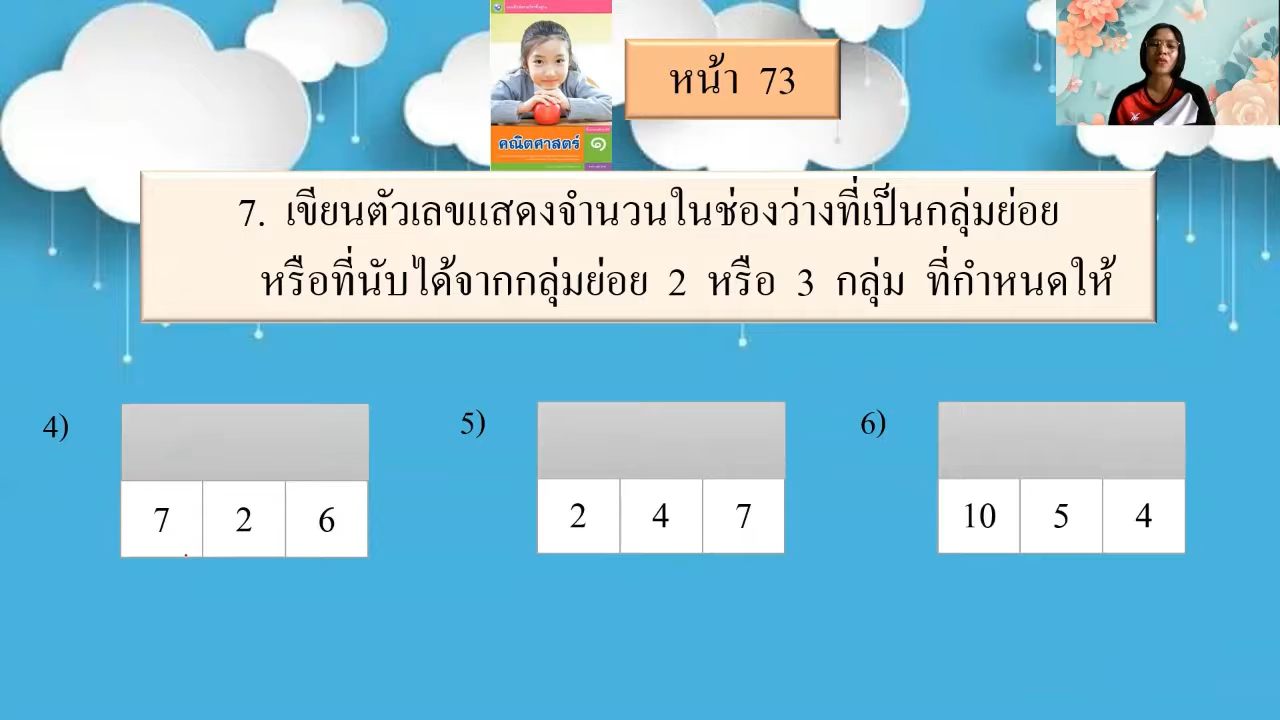 คณิตศาสตร์ ๑
หน้า 73
7. เขียนตัวเลขแสดงจำนวนในช่องว่างที่เป็นกลุ่มย่อย
หรือที่นับได้จากกลุ่มย่อย 2 หรือ 3 กลุ่ม ที่กำหนดให้
4)
7 2 6
5)
2 4 7
6)
10 5 4